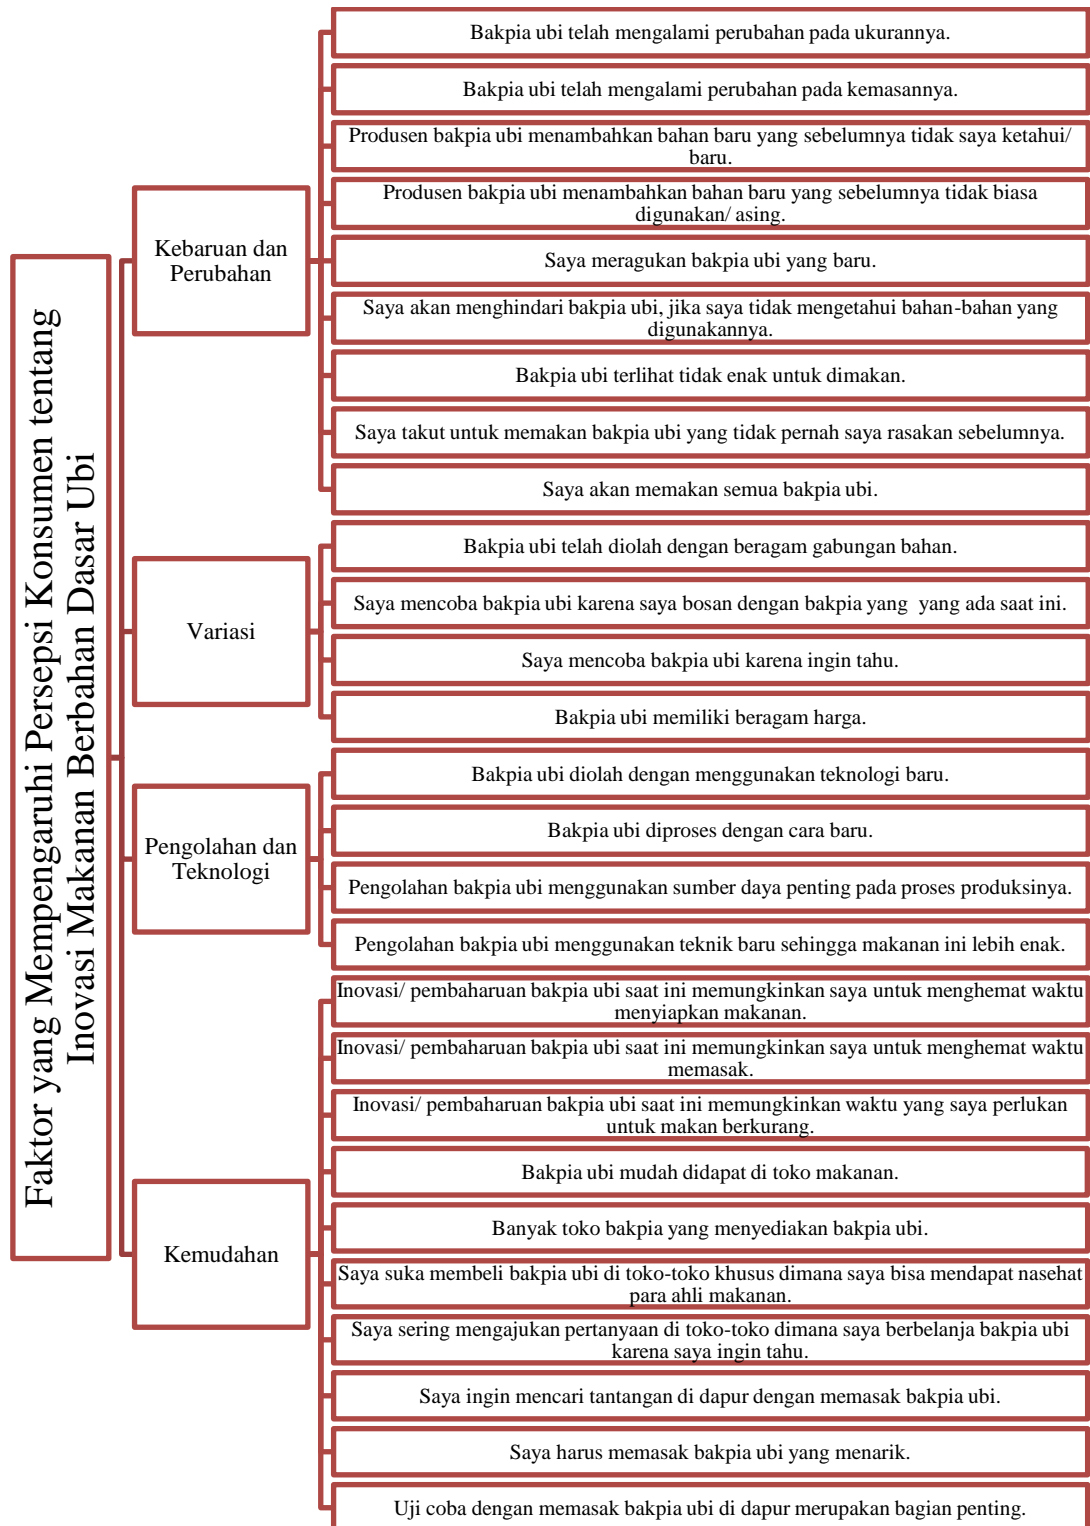 Faktor yang Mempengaruhi Persepsi Konsumen tentang
Inovasi Makanan Berbahan Dasar Ubi
Kebaruan dan
Perubahan
Bakpia ubi telah mengalami perubahan pada ukurannya.
Bakpia ubi telah mengalami perubahan pada kemasannya.
Produsen bakpia ubi menambahkan bahan baru yang sebelumnya tidak saya ketahui/
baru.
Produsen bakpia ubi menambahkan bahan baru yang sebelumnya tidak biasa
digunakan/ asing.
Saya meragukan bakpia ubi yang baru.
Saya akan menghindari bakpia ubi, jika saya tidak mengetahui bahan-bahan yang
digunakannya.
Bakpia ubi terlihat tidak enak untuk dimakan.
Saya takut untuk memakan bakpia ubi yang tidak pernah saya rasakan sebelumnya.
Saya akan memakan semua bakpia ubi.
Variasi
Bakpia ubi telah diolah dengan beragam gabungan bahan.
Saya mencoba bakpia ubi karena saya bosan dengan bakpia yang yang ada saat ini.
Saya mencoba bakpia ubi karena ingin tahu.
Bakpia ubi memiliki beragam harga.
Pengolahan dan
Teknologi
Bakpia ubi diolah dengan menggunakan teknologi baru.
Bakpia ubi diproses dengan cara baru.
Pengolahan bakpia ubi menggunakan sumber daya penting pada proses produksinya.
Pengolahan bakpia ubi menggunakan teknik baru sehingga makanan ini lebih enak.
Kemudahan
Inovasi/ pembaharuan bakpia ubi saat ini memungkinkan saya untuk menghemat waktu
menyiapkan makanan.
Inovasi/ pembaharuan bakpia ubi saat ini memungkinkan saya untuk menghemat waktu
memasak.
Inovasi/ pembaharuan bakpia ubi saat ini memungkinkan waktu yang saya perlukan
untuk makan berkurang.
Bakpia ubi mudah didapat di toko makanan.
Banyak toko bakpia yang menyediakan bakpia ubi.
Saya suka membeli bakpia ubi di toko-toko khusus dimana saya bisa mendapat nasehat
para ahli makanan.
Saya sering mengajukan pertanyaan di toko-toko dimana saya berbelanja bakpia ubi
karena saya ingin tahu.
Saya ingin mencari tantangan di dapur dengan memasak bakpia ubi.
Saya harus memasak bakpia ubi yang menarik.
Uji coba dengan memasak bakpia ubi di dapur merupakan bagian penting.